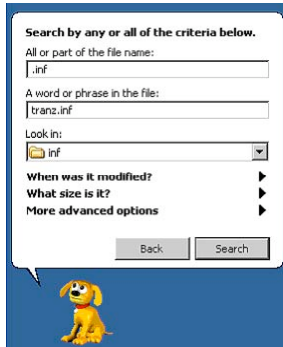 Search by any or all of the criteria below.
All or part of the file name:
.inf
A word or phrase in the file:
tranz.inf
Look in:
inf
When was it modified?
What size is it?
More advanced options
Back Search